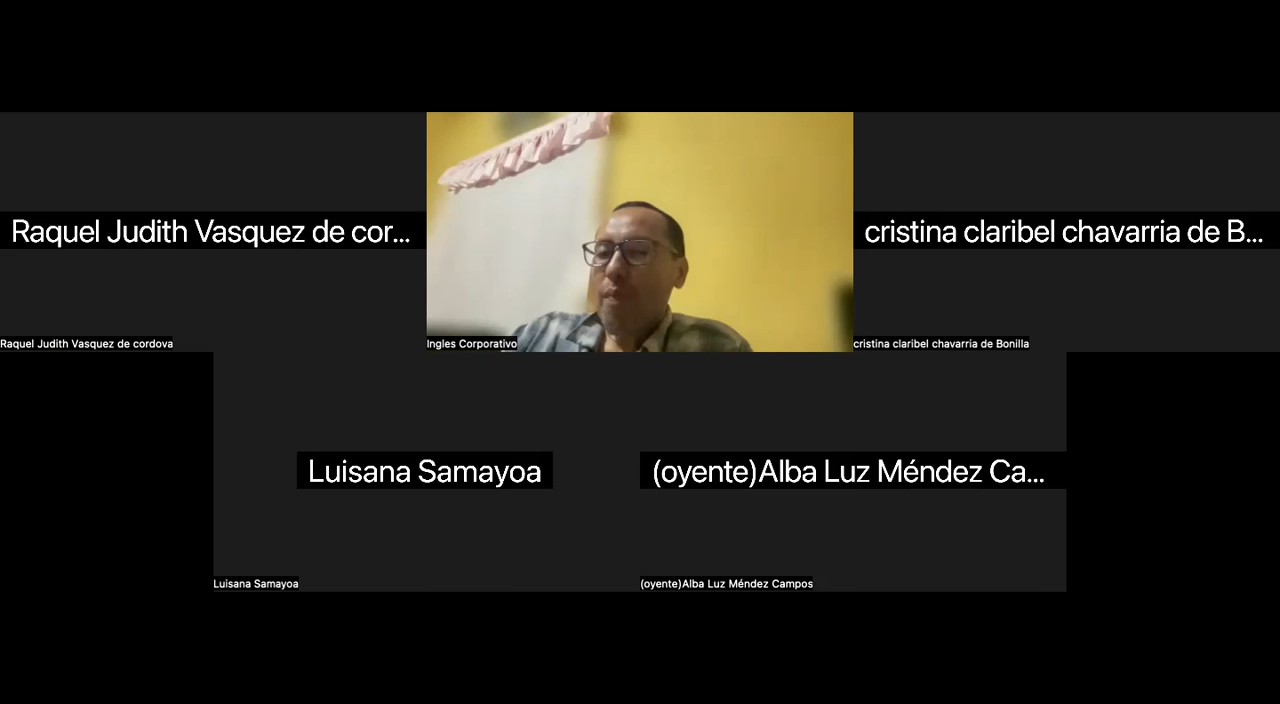 Raquel Judith Vasquez de cor...
cristina claribel chavarria de B...
Raquel Judith Vasquez de cordova
Ingles Corporativo
cristina claribel chavarria de Bonilla
Luisana Samayoa
(oyente)Alba Luz Méndez Ca...
Luisana Samayoa
(oyente)Alba Luz Méndez Campos